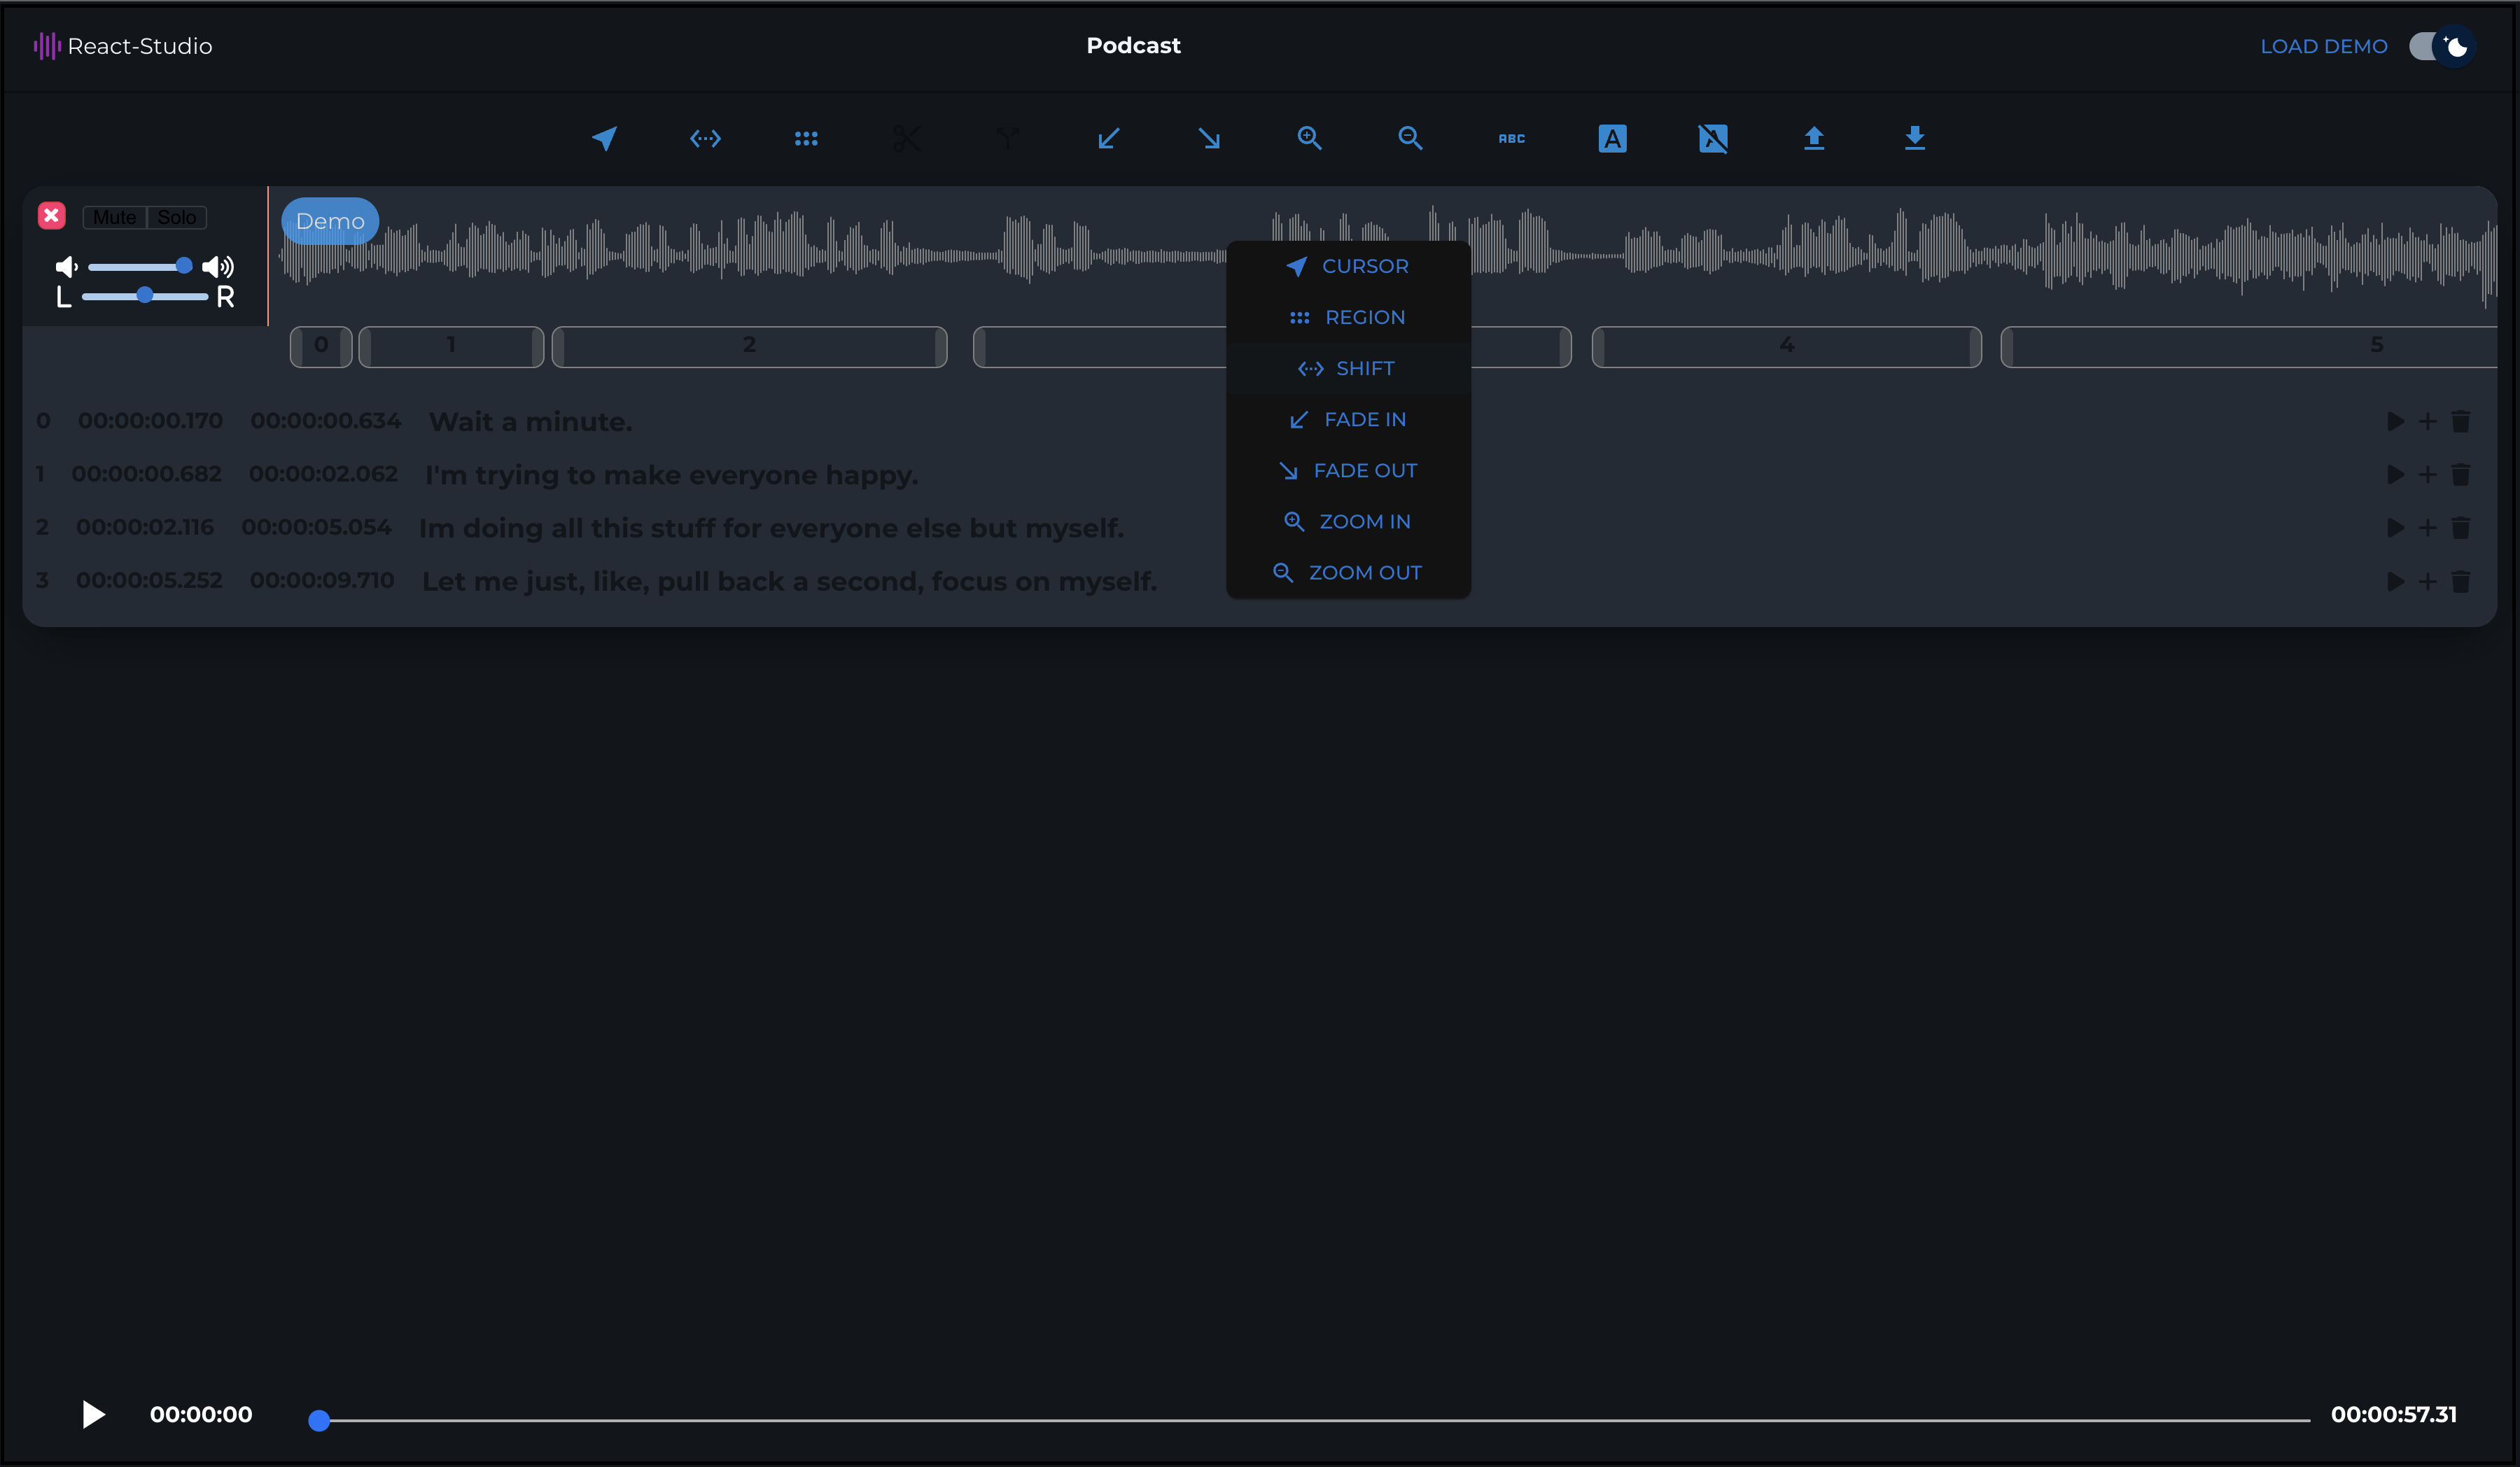 React-Studio
Podcast
LOAD DEMO
ABC
A
A
Mute Solo
Demo
L R
CURSOR
REGION
SHIFT
FADE IN
FADE OUT
ZOOM IN
ZOOM OUT
0 1 2 4 5
0 00:00:00.170 00:00:00.634 Wait a minute.
1 00:00:00.682 00:00:02.062 I'm trying to make everyone happy.
2 00:00:02.116 00:00:05.054 Im doing all this stuff for everyone else but myself.
3 00:00:05.252 00:00:09.710 Let me just, like, pull back a second, focus on myself.
00:00:00
00:00:57.31